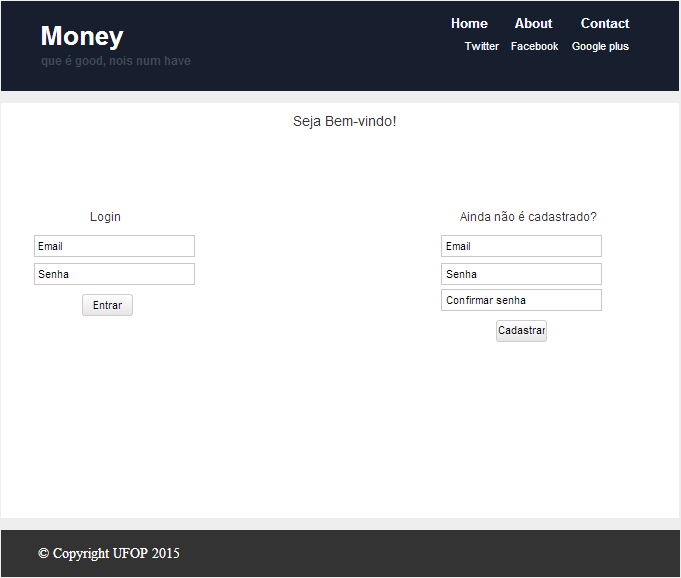 Money
que é good, nois num have
Home About Contact
Twitter Facebook Google plus
Seja Bem-vindo!
Login
Email
Senha
Entrar
Ainda não é cadastrado?
Email
Senha
Confirmar senha
Cadastrar
© Copyright UFOP 2015